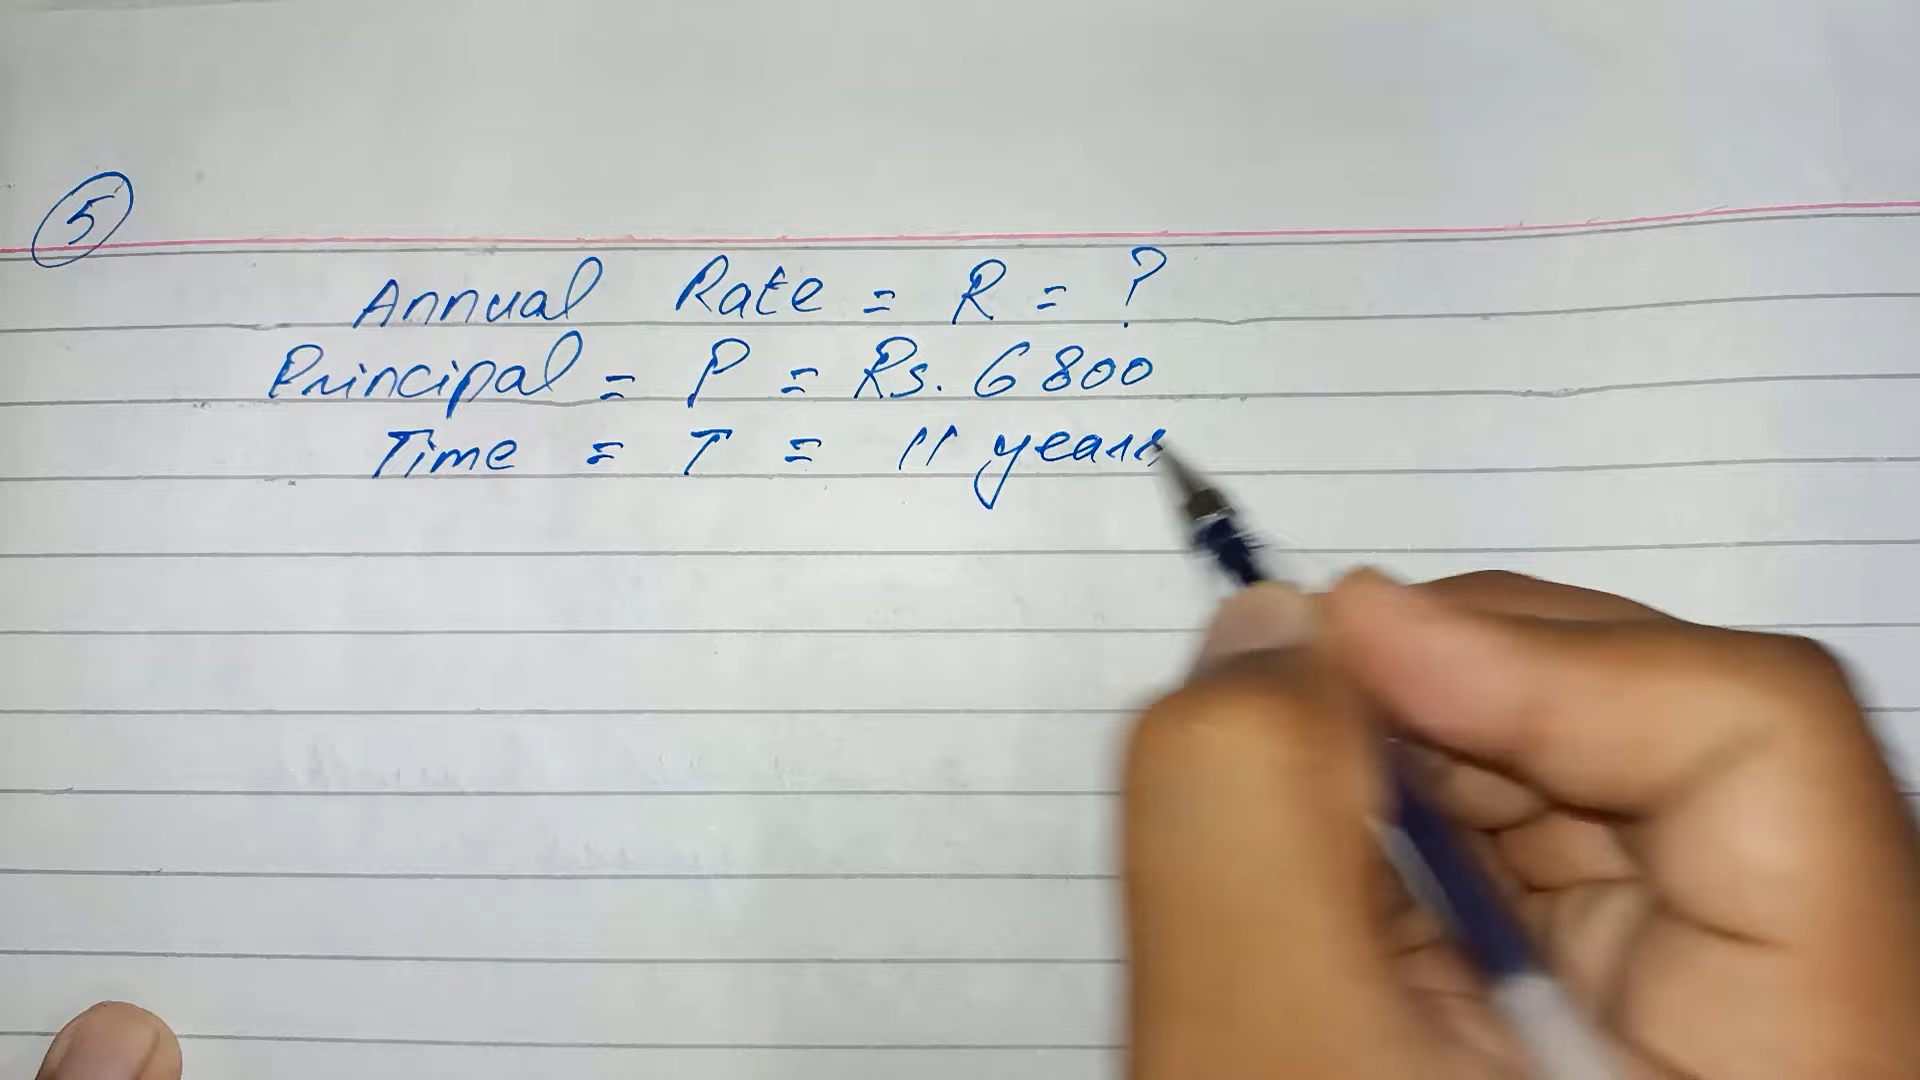 5
Annual Rate = R = ?
Principal = P = Rs. 6800
Time = T = 11 years